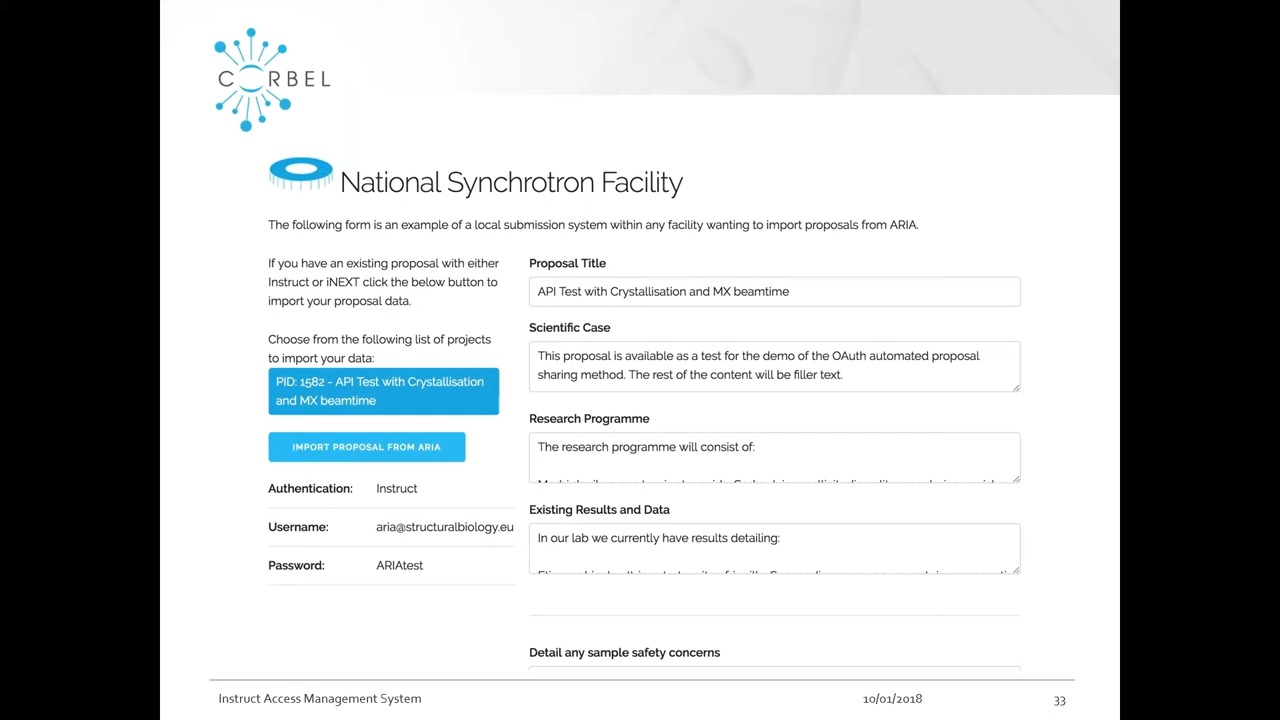 CORBEL
National Synchrotron Facility
The following form is an example of a local submission system within any facility wanting to import proposals from ARIA.
If you have an existing proposal with either
Instruct or iNEXT click the below button to
import your proposal data.
Choose from the following list of projects
to import your data:
PID: 1582 - API Test with Crystallisation
and MX beamtime
IMPORT PROPOSAL FROM ARIA
Authentication: Instruct
Username: aria@structuralbiology.eu
Password: ARIAtest
Proposal Title
API Test with Crystallisation and MX beamtime
Scientific Case
This proposal is available as a test for the demo of the OAuth automated proposal
sharing method. The rest of the content will be filler text.
Research Programme
The research programme will consist of:
Existing Results and Data
In our lab we currently have results detailing:
Detail any sample safety concerns
Instruct Access Management System
10/01/2018
33